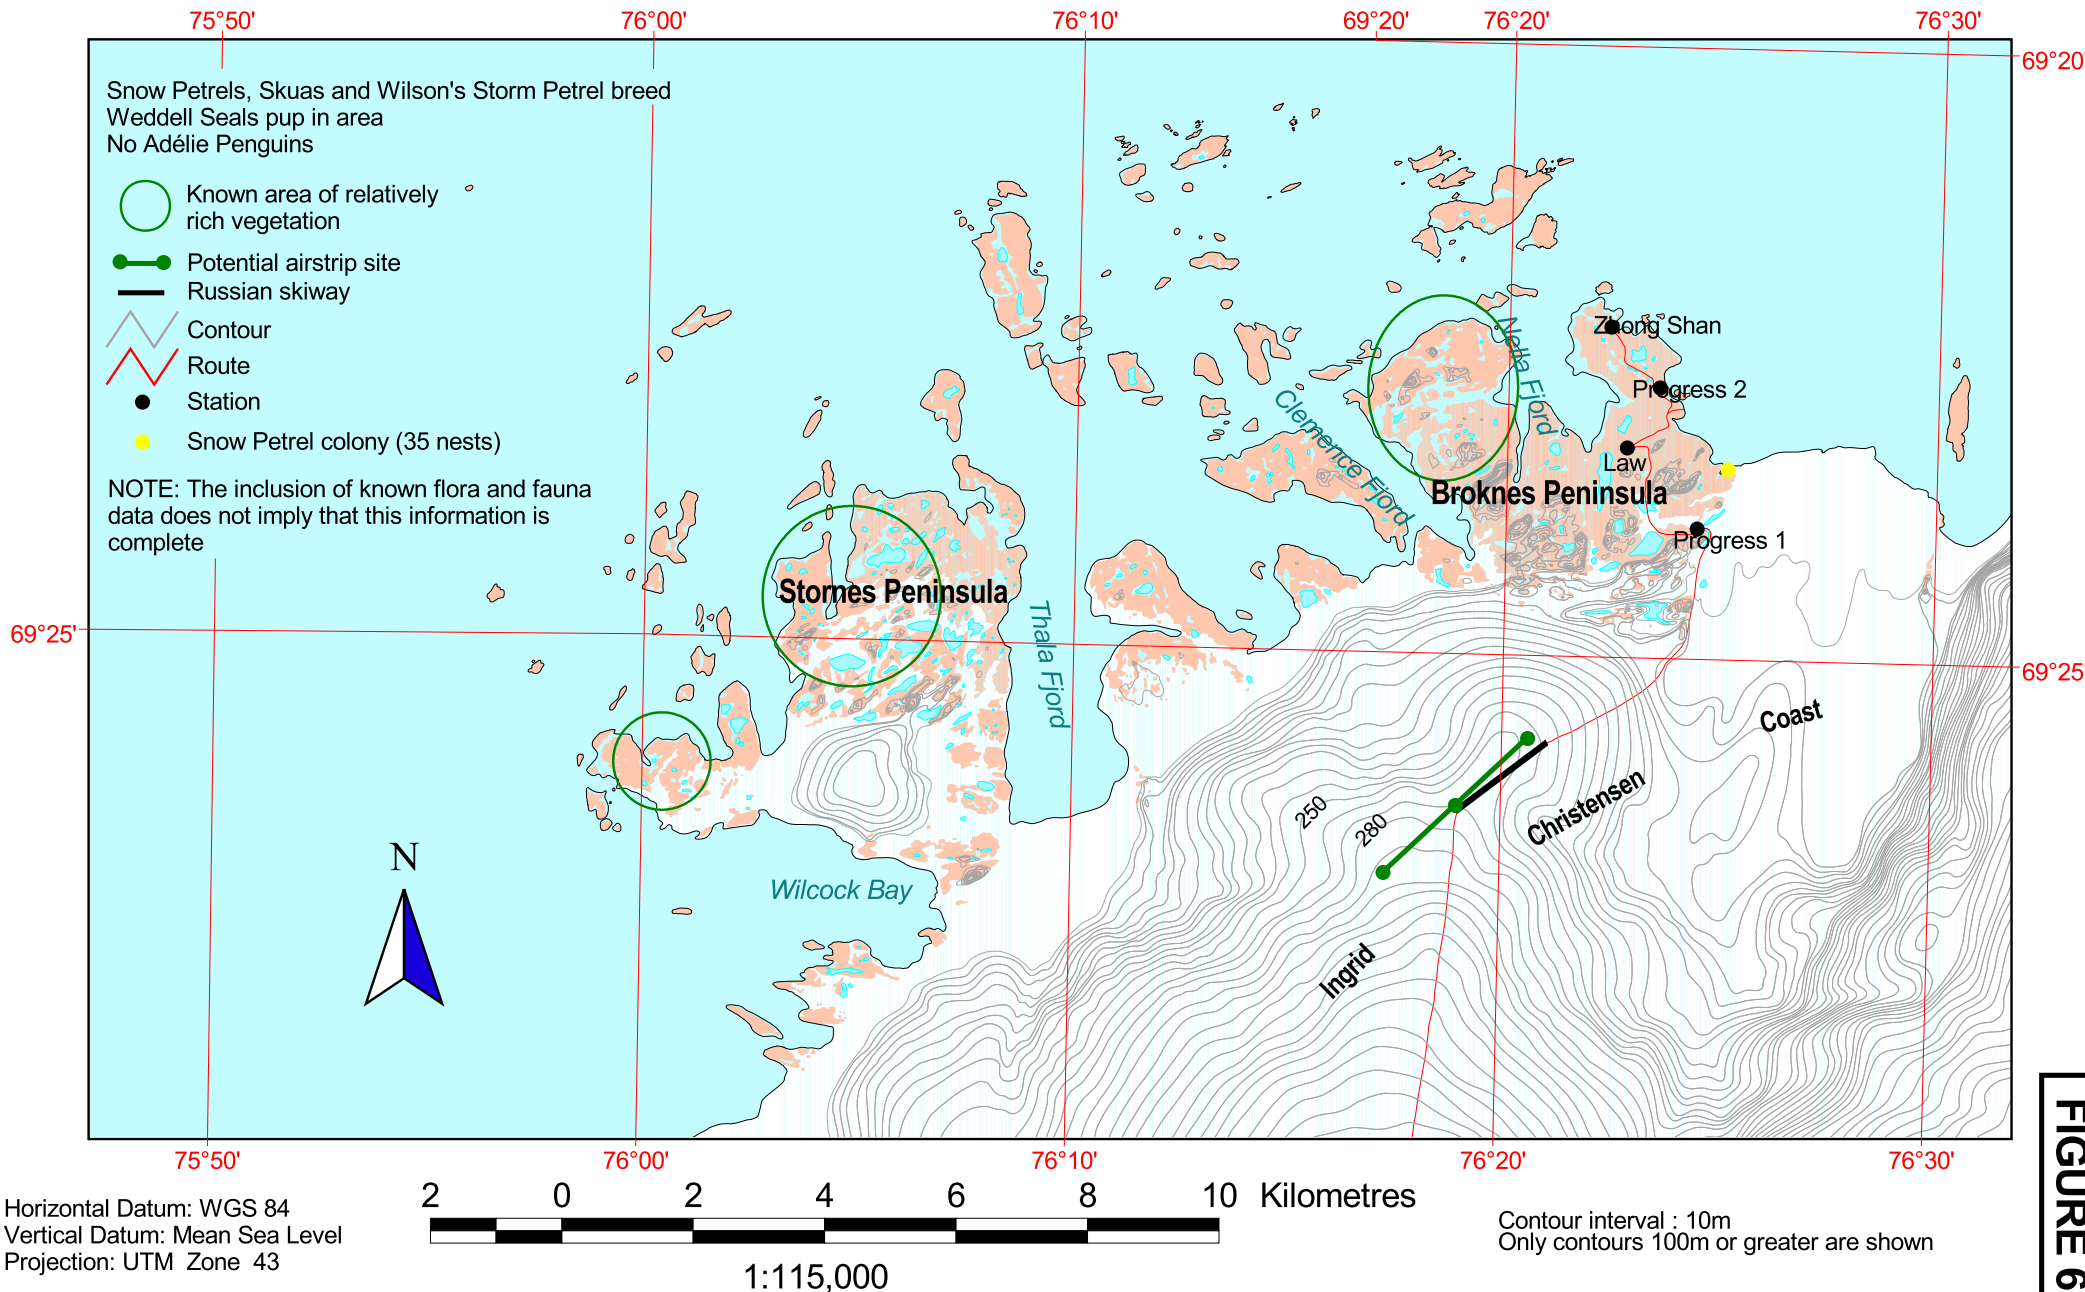 75°50'
76°00'
76°10'
69°20'
76°20'
76°30'
69°20'
Snow Petrels, Skuas and Wilson's Storm Petrel breed
Weddell Seals pup in area
No Adélie Penguins
Known area of relatively
rich vegetation
Potential airstrip site
Russian skiway
Contour
Route
Station
Snow Petrel colony (35 nests)
NOTE: The inclusion of known flora and fauna
data does not imply that this information is
complete
Zhong Shan
Nella Fjord
Progress 2
Clemence Fjord
Law
Broknes Peninsula
Progress 1
Stornes Peninsula
Thala Fjord
69°25'
69°25'
Coast
Christensen
250
280
Wilcock Bay
Ingrid
N
75°50'
76°00'
76°10'
76°20'
76°30'
2 0 2 4 6 8 10 Kilometres
1:115,000
Horizontal Datum: WGS 84
Vertical Datum: Mean Sea Level
Projection: UTM Zone 43
Contour interval : 10m
Only contours 100m or greater are shown
FIGURE 6